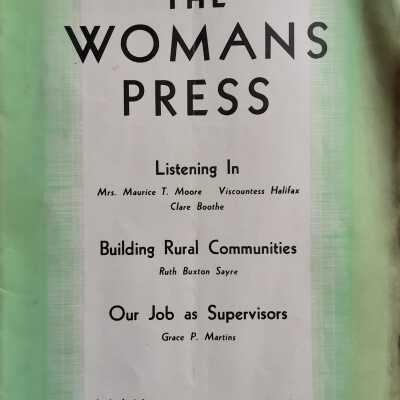 THE
WOMANS
PRESS
Listening In
Mrs. Maurice T. Moore Viscountess Halifax
Clare Boothe
Building Rural Communities
Ruth Buxton Sayre
Our Job as Supervisors
Grace P. Martins